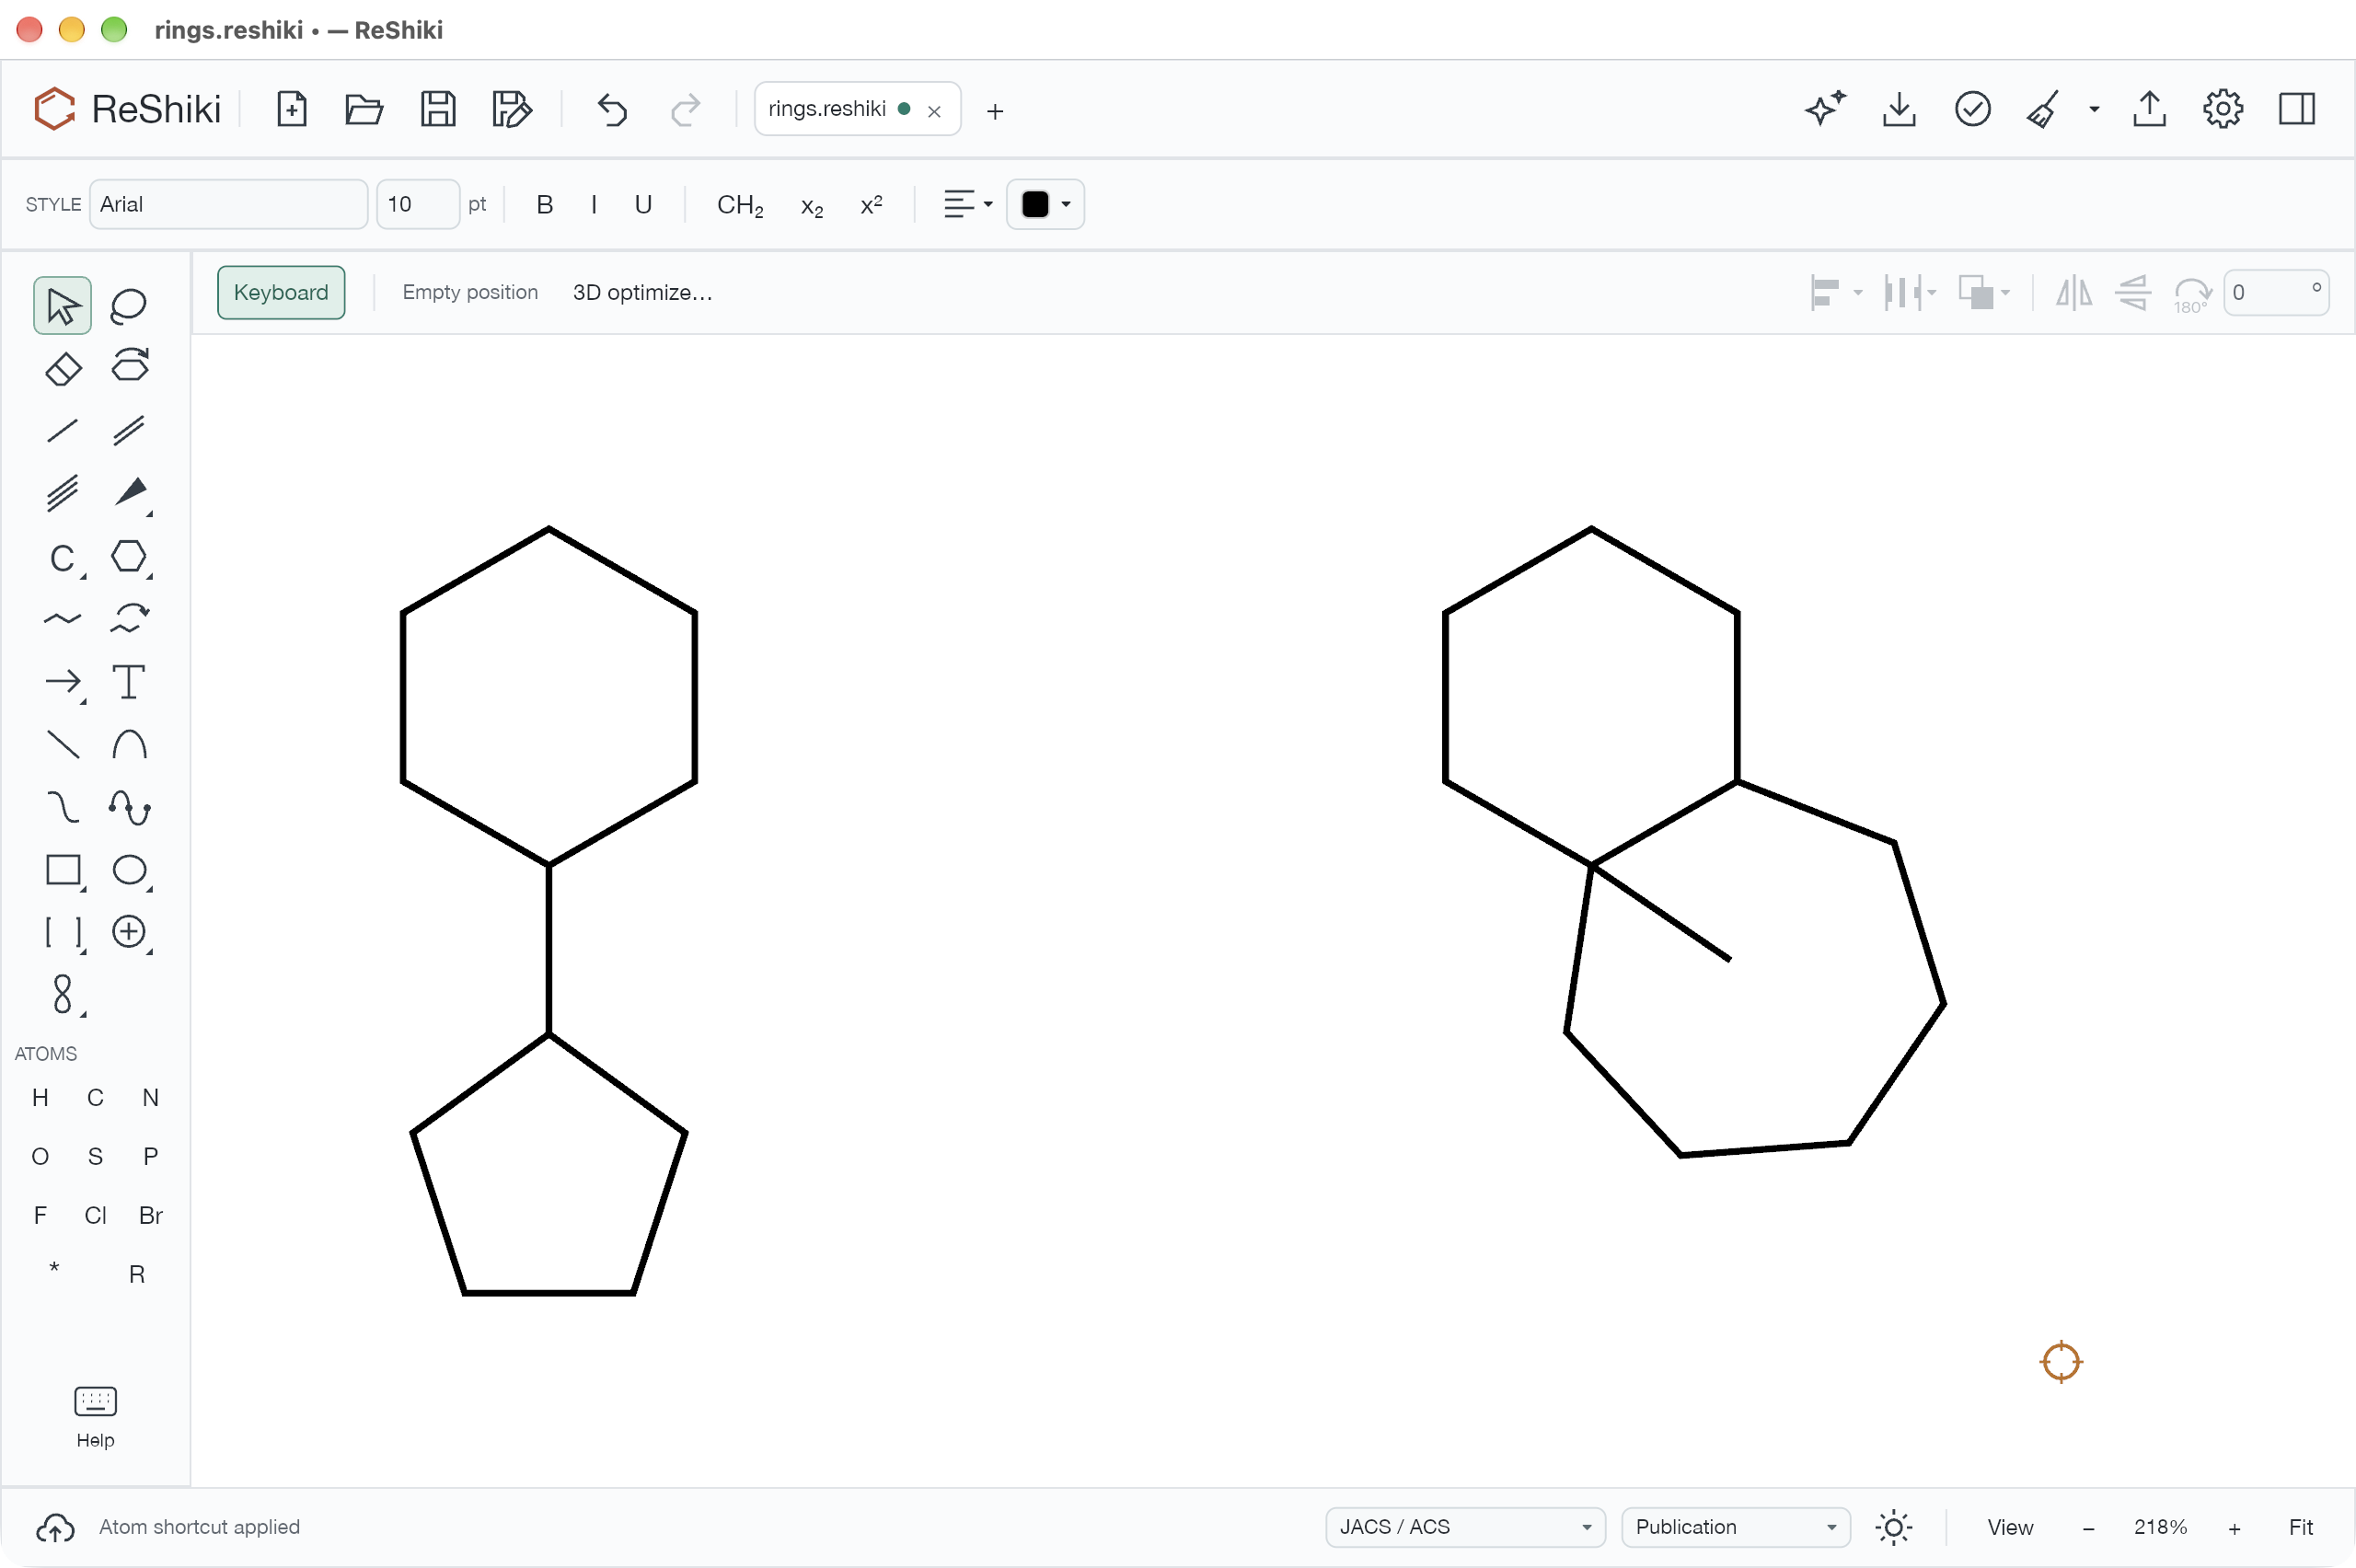 rings.reshiki • — ReShiki
ReShiki
rings.reshiki
STYLE Arial 10 pt B I U CH₂ x₂ x²
Keyboard Empty position 3D optimize... 180° 0 °
C
T
ATOMS
H C N
O S P
F Cl Br
* R
Help
Atom shortcut applied JACS / ACS Publication View – 218% + Fit